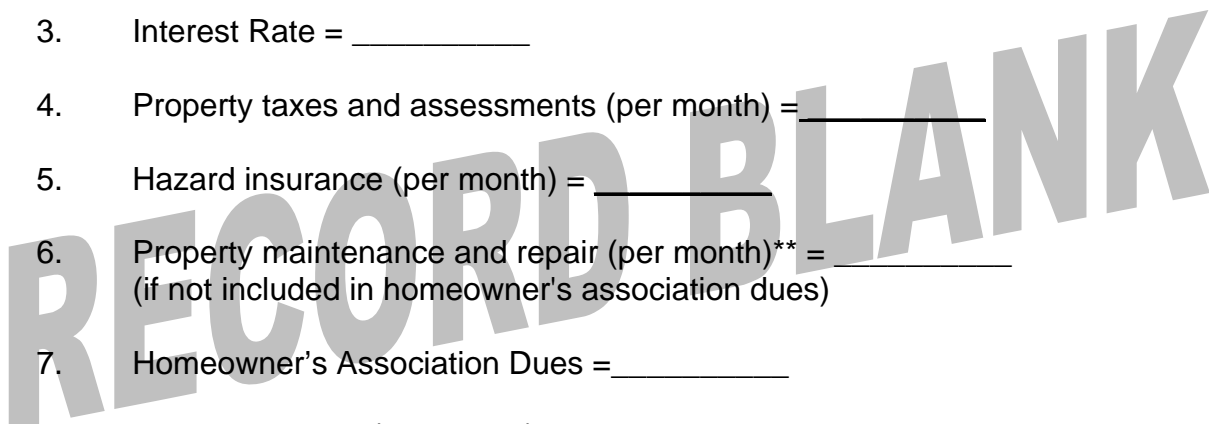 3. Interest Rate = __________
4. Property taxes and assessments (per month) = __________
5. Hazard insurance (per month) = __________
6. Property maintenance and repair (per month)** = __________
(if not included in homeowner's association dues)
7. Homeowner’s Association Dues =__________
RECORD BLANK